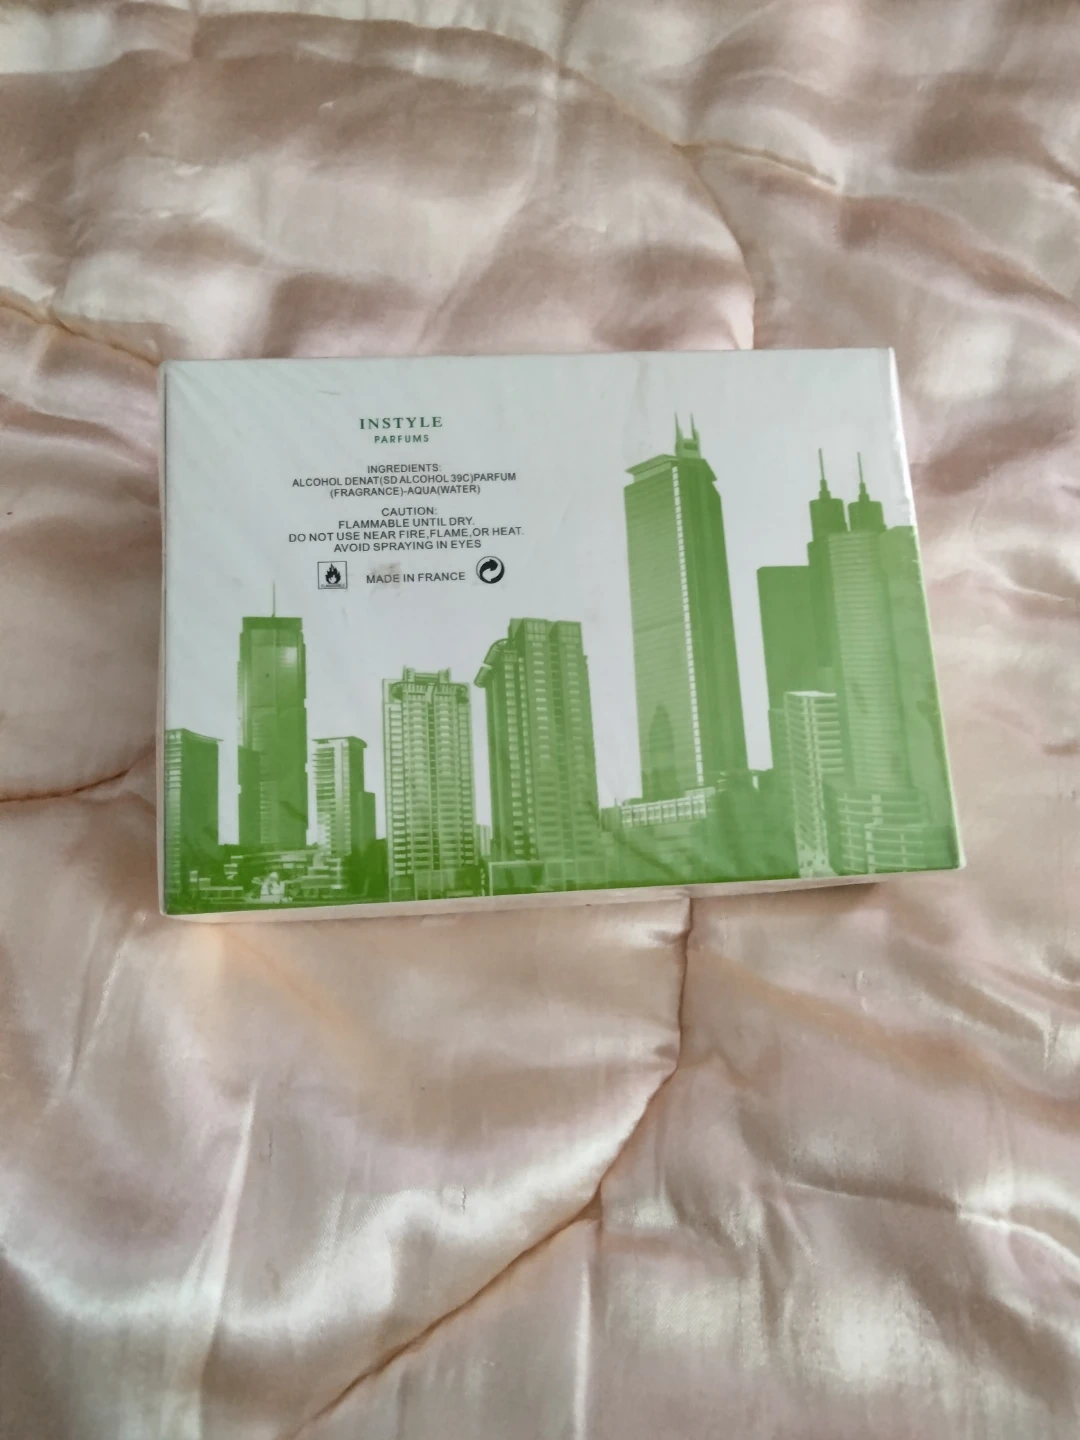 INSTYLE
PARFUMS
INGREDIENTS:
ALCOHOL DENAT(SD ALCOHOL 39C)PARFUM
(FRAGRANCE)-AQUA(WATER)
CAUTION:
FLAMMABLE UNTIL DRY.
DO NOT USE NEAR FIRE,FLAME,OR HEAT.
AVOID SPRAYING IN EYES
MADE IN FRANCE